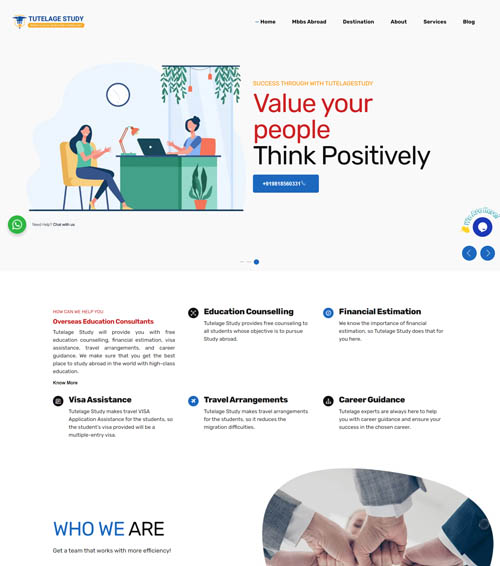 TUTELAGE STUDY
Home
Mbbs Abroad
Destination
About
Services
Blog
SUCCESS THROUGH WITH TUTELAGESTUDY
Value your
people
Think Positively
+919818560331
Need Help? Chat with us
We Are Here!
HOW CAN WE HELP YOU
Overseas Education Consultants
Tutelage Study will provide you with free
education counselling, financial estimation, visa
assistance, travel arrangements, and career
guidance. We make sure that you get the best
place to study abroad in the world with high-class
education.
Know More
Education Counselling
Tutelage Study provides free counseling to
all students whose objective is to pursue
Study abroad.
Financial Estimation
We know the importance of financial
estimation, so Tutelage Study does that for
you here.
Visa Assistance
Tutelage Study makes travel VISA
Application Assistance for the students, so
the student's visa provided will be a
multiple-entry visa.
Travel Arrangements
Tutelage Study makes travel arrangements
for the students, so it reduces the
migration difficulties.
Career Guidance
Tutelage experts are always here to help
you with career guidance and ensure your
success in the chosen career.
WHO WE ARE
Get a team that works with more efficiency!